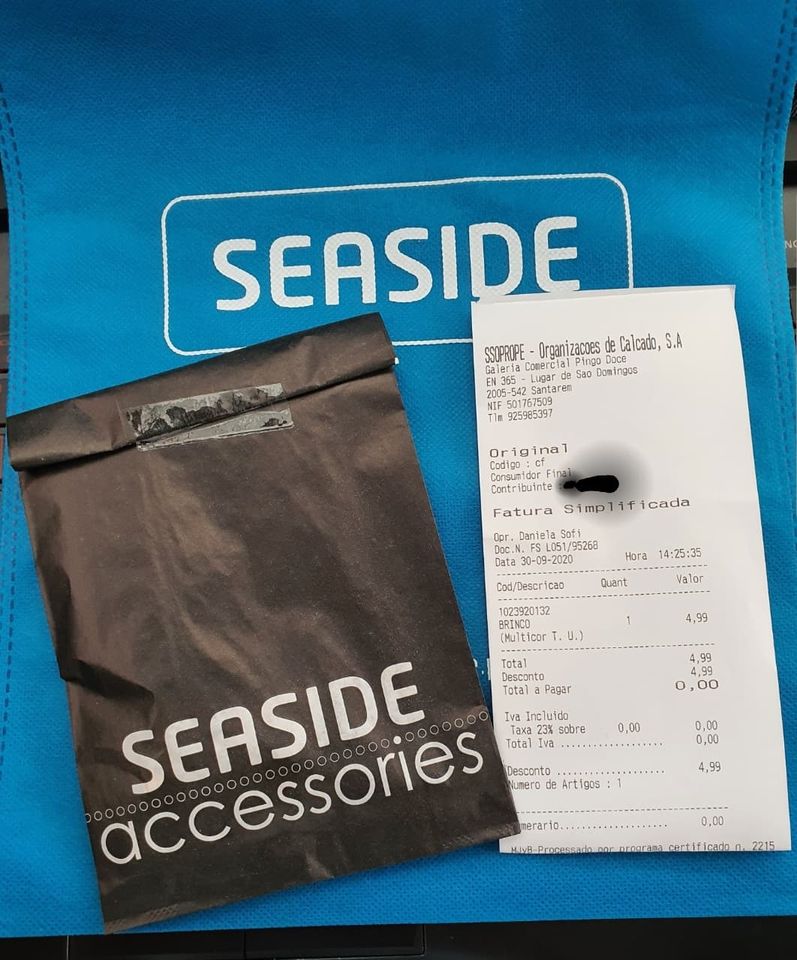 SEASIDE
SSOPROPE - Organizacoes de Calcado, S.A
Galeria Comercial Pingo Doce
EN 365 - Lugar de Sao Domingos
2005-542 Santarem
NIF 501767509
Tlm 925985397
Original
Codigo : cf
Consumidor Final
Contribuinte :
Fatura Simplificada
Opr. Daniela Sofi
Doc.N. FS L051/95268
Data 30-09-2020 Hora 14:25:35
Cod/Descricao Quant Valor
1023920132
BRINCO 1 4,99
(Multicor T. U.)
Total 4,99
Desconto 4,99
Total a Pagar 0,00
Iva Incluido
Taxa 23% sobre 0,00 0,00
Total Iva ................... 0,00
Desconto ................... 4,99
Numero de Artigos : 1
merario................... 0,00
MJvB-Processado por programa certificado n. 2215
SEASIDE
accessories